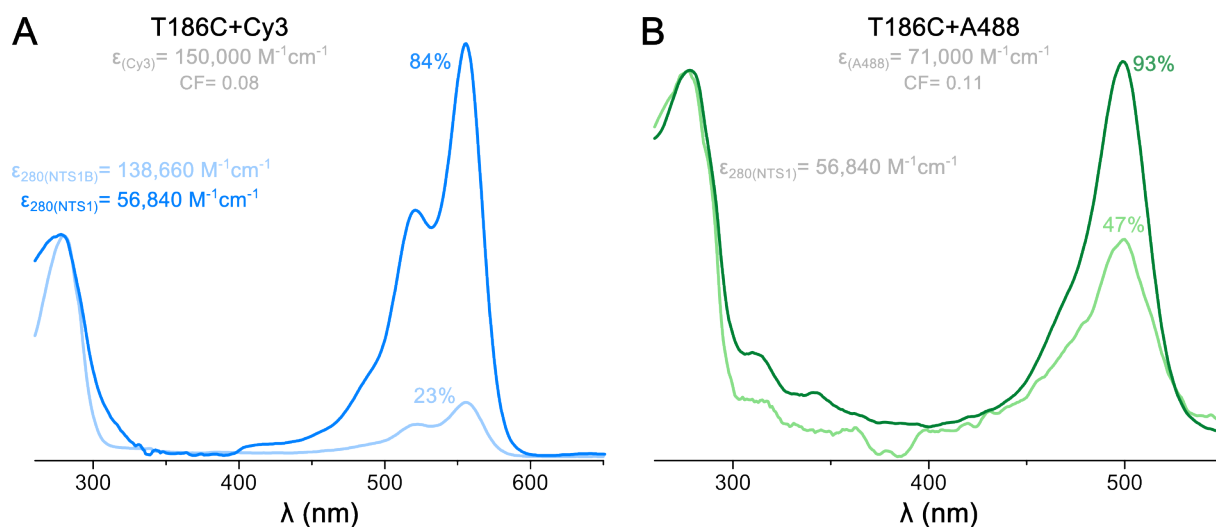 A
T186C+Cy3
ε(Cy3)= 150,000 M⁻¹cm⁻¹
CF= 0.08
84%
ε280(NTS1B)= 138,660 M⁻¹cm⁻¹
ε280(NTS1)= 56,840 M⁻¹cm⁻¹
23%
300 400 500 600
λ (nm)
B
T186C+A488
ε(A488)= 71,000 M⁻¹cm⁻¹
CF= 0.11
93%
ε280(NTS1)= 56,840 M⁻¹cm⁻¹
47%
300 400 500
λ (nm)